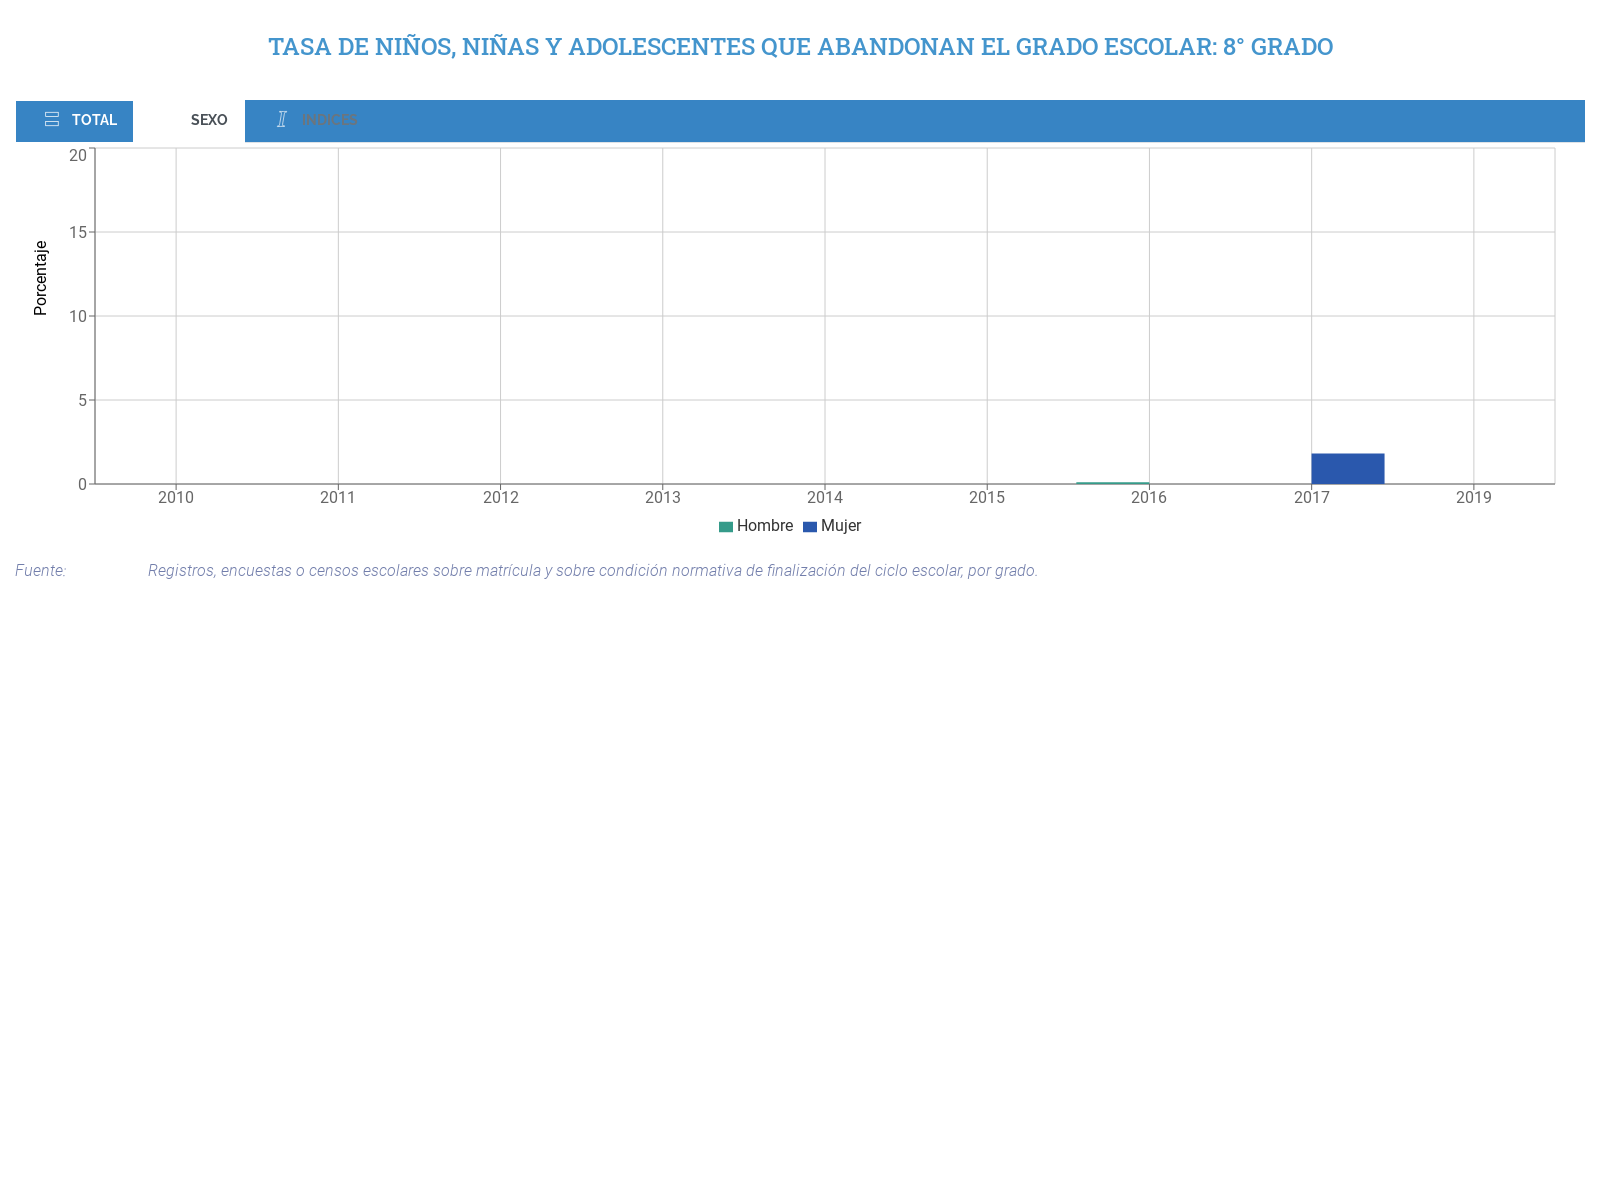 TASA DE NIÑOS, NIÑAS Y ADOLESCENTES QUE ABANDONAN EL GRADO ESCOLAR: 8° GRADO
TOTAL SEXO INDICES
20
15
10
5
0
Porcentaje
2010 2011 2012 2013 2014 2015 2016 2017 2019
Hombre Mujer
Fuente: Registros, encuestas o censos escolares sobre matrícula y sobre condición normativa de finalización del ciclo escolar, por grado.